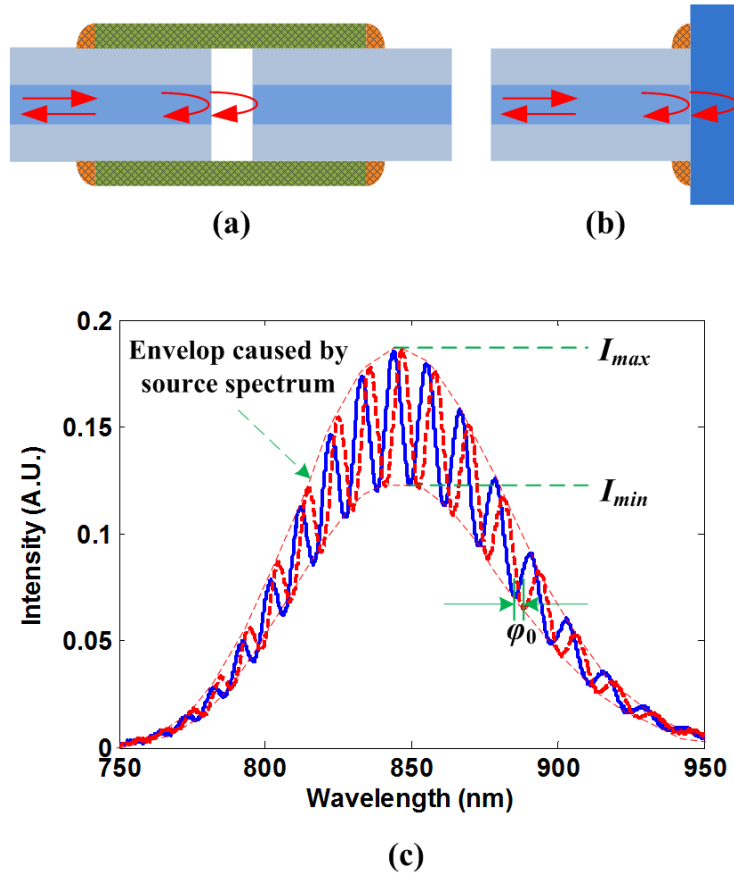 (a)
(b)
0.2
0.15
0.1
0.05
0
Intensity (A.U.)
Envelop caused by
source spectrum
Imax
Imin
φ0
750
800
850
900
950
Wavelength (nm)
(c)